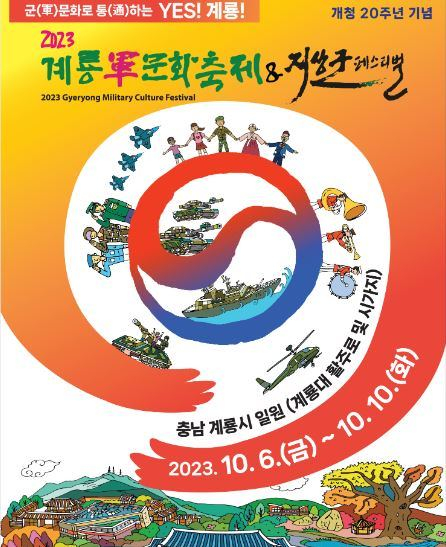 군(軍)문화로 통(通)하는 YES! 계룡!
개청 20주년 기념
2023
계룡軍문화축제&지상군페스티벌
2023 Gyeryong Military Culture Festival
충남 계룡시 일원 (계룡대 활주로 및 시가지)
2023. 10. 6.(금) ~ 10. 10.(화)